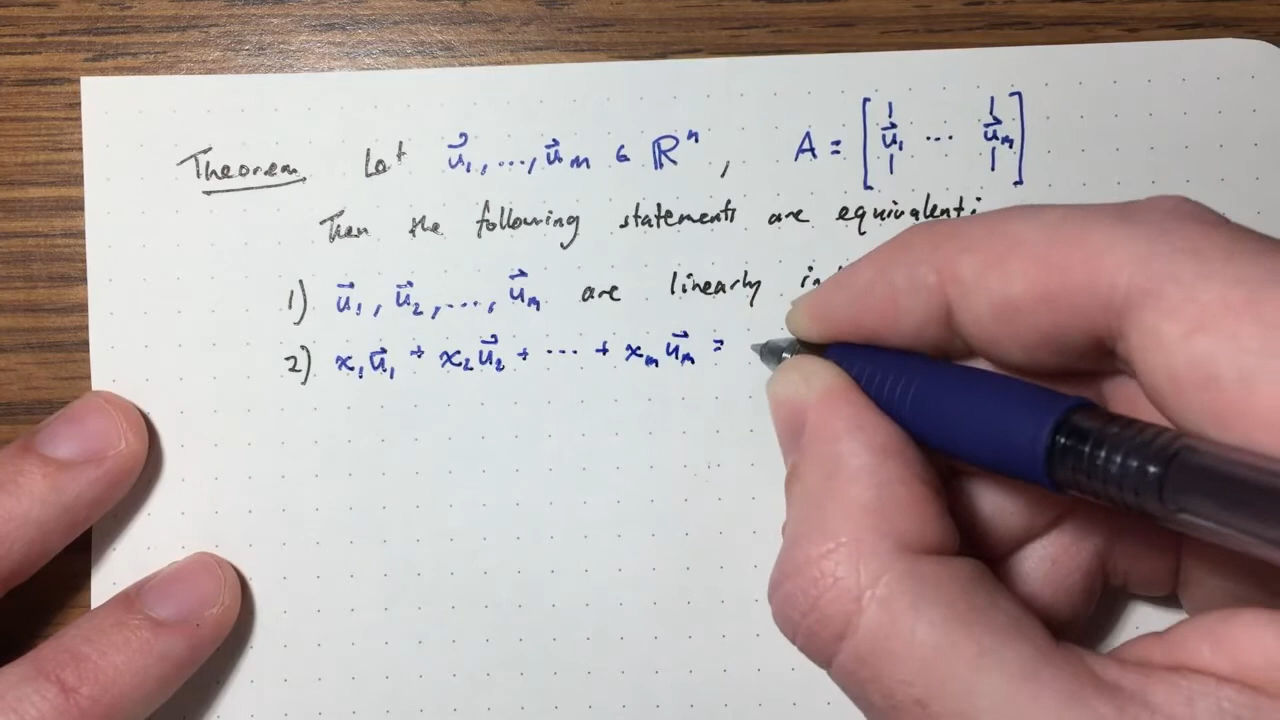 Theorem Let u⃗₁, ..., u⃗ₘ ∈ ℝⁿ, A = [u⃗₁ ... u⃗ₘ]
Then the following statements are equivalent:
1) u⃗₁, u⃗₂, ..., u⃗ₘ are linearly
2) x₁u⃗₁ + x₂u⃗₂ + ... + xₘu⃗ₘ =